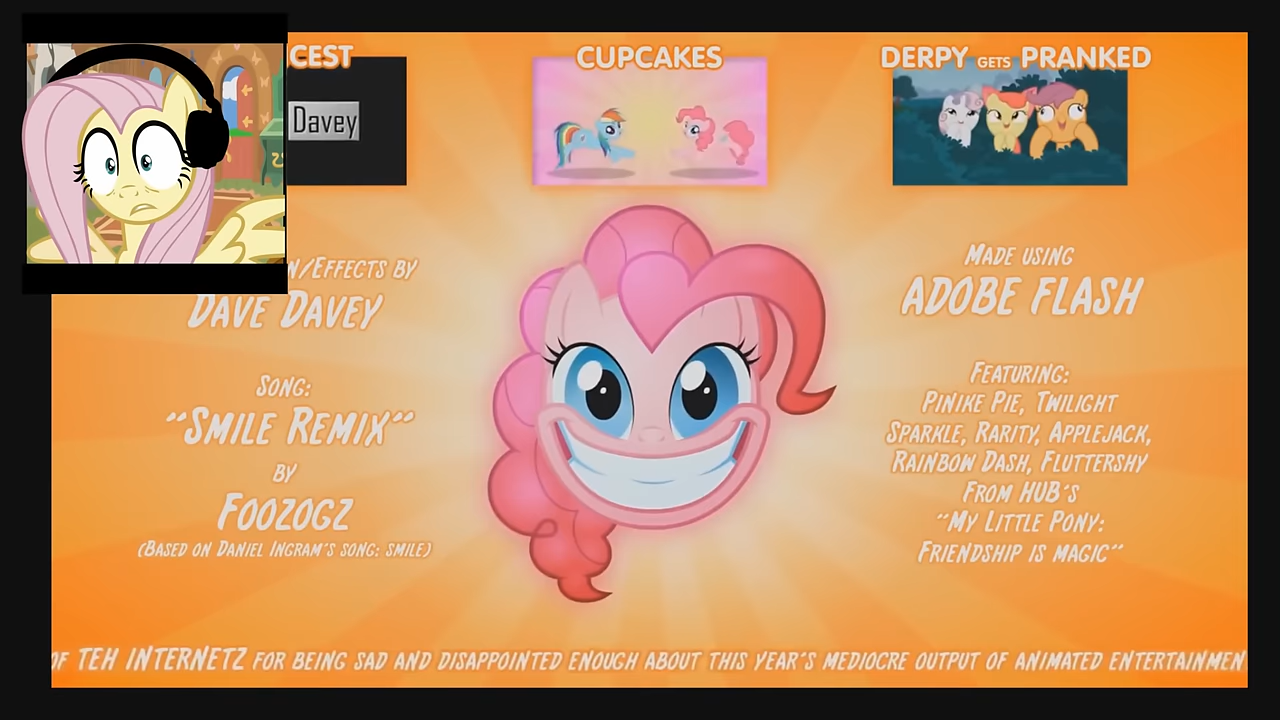 CEST
CUPCAKES
DERPY GETS PRANKED
Davey
N/EFFECTS BY
DAVE DAVEY
SONG:
"SMILE REMIX"
BY
FOOZOGZ
(BASED ON DANIEL INGRAM'S SONG: SMILE)
MADE USING
ADOBE FLASH
FEATURING:
PINIKE PIE, TWILIGHT
SPARKLE, RARITY, APPLEJACK,
RAINBOW DASH, FLUTTERSHY
FROM HUB'S
"MY LITTLE PONY:
FRIENDSHIP IS MAGIC"
OF TEH INTERNETZ FOR BEING SAD AND DISAPPOINTED ENOUGH ABOUT THIS YEAR'S MEDIOCRE OUTPUT OF ANIMATED ENTERTAINMEN